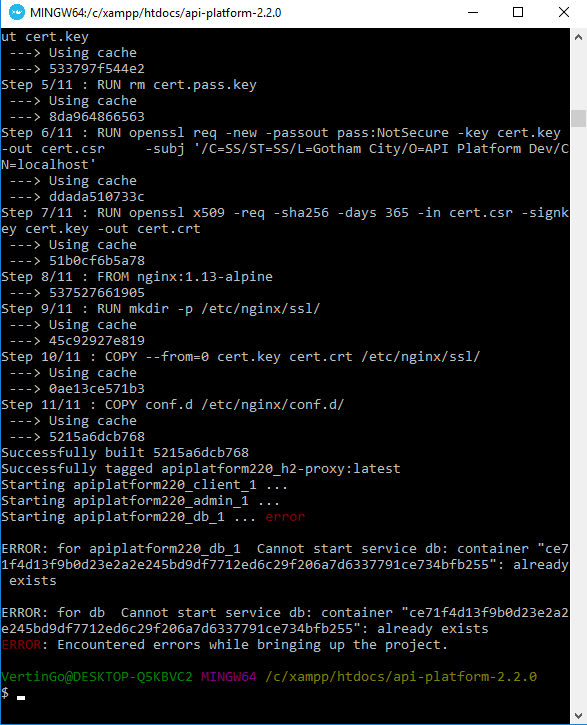 MINGW64:/c/xampp/htdocs/api-platform-2.2.0
ut cert.key
 ---> Using cache
 ---> 533797f544e2
Step 5/11 : RUN rm cert.pass.key
 ---> Using cache
 ---> 8da964866563
Step 6/11 : RUN openssl req -new -passout pass:NotSecure -key cert.key
-out cert.csr     -subj '/C=SS/ST=SS/L=Gotham City/O=API Platform Dev/C
N=localhost'
 ---> Using cache
 ---> ddada510733c
Step 7/11 : RUN openssl x509 -req -sha256 -days 365 -in cert.csr -signk
ey cert.key -out cert.crt
 ---> Using cache
 ---> 51b0cf6b5a78
Step 8/11 : FROM nginx:1.13-alpine
 ---> 537527661905
Step 9/11 : RUN mkdir -p /etc/nginx/ssl/
 ---> Using cache
 ---> 45c92927e819
Step 10/11 : COPY --from=0 cert.key cert.crt /etc/nginx/ssl/
 ---> Using cache
 ---> 0ae13ce571b3
Step 11/11 : COPY conf.d /etc/nginx/conf.d/
 ---> Using cache
 ---> 5215a6dcb768
Successfully built 5215a6dcb768
Successfully tagged apiplatform220_h2-proxy:latest
Starting apiplatform220_client_1 ...
Starting apiplatform220_admin_1 ...
Starting apiplatform220_db_1 ... error
ERROR: for apiplatform220_db_1  Cannot start service db: container "ce7
1f4d13f9b0d23e2a2e245bd9df7712ed6c29f206a7d6337791ce734bfb255": already
 exists
ERROR: for db  Cannot start service db: container "ce71f4d13f9b0d23e2a2
e245bd9df7712ed6c29f206a7d6337791ce734bfb255": already exists
ERROR: Encountered errors while bringing up the project.
VertinGo@DESKTOP-Q5KBVC2 MINGW64 /c/xampp/htdocs/api-platform-2.2.0
$